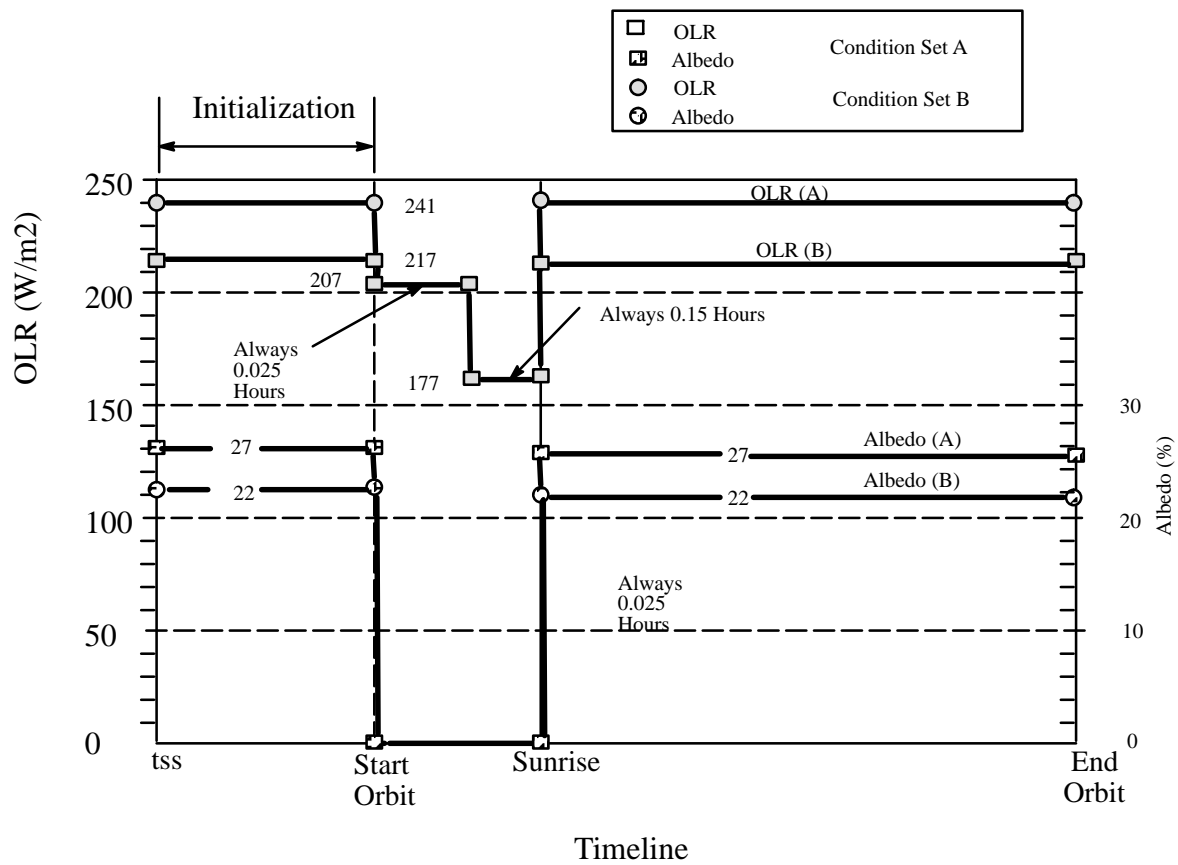 OLR
Albedo
Condition Set A
OLR
Albedo
Condition Set B
Initialization
OLR (W/m2)
250
200
150
100
50
0
241
217
207
177
OLR (A)
OLR (B)
Always 0.15 Hours
Always
0.025
Hours
27
22
27
22
Albedo (A)
Albedo (B)
Always
0.025
Hours
30
20
10
0
Albedo (%)
tss
Start
Orbit
Sunrise
End
Orbit
Timeline